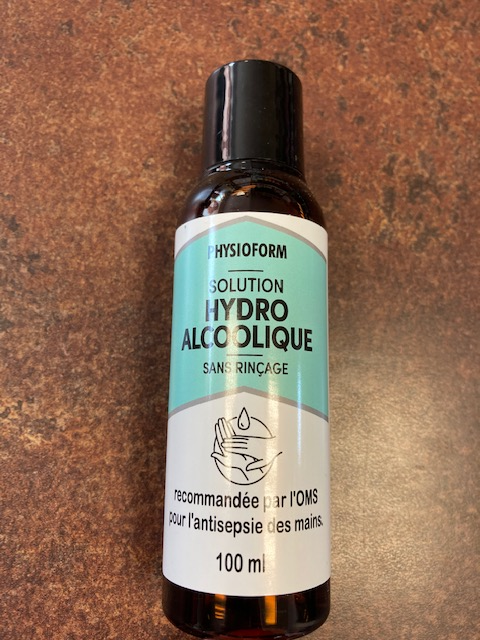 PHYSIOFORM
SOLUTION
HYDRO
ALCOOLIQUE
SANS RINÇAGE
recommandée par l'OMS
pour l'antisepsie des mains.
100 ml